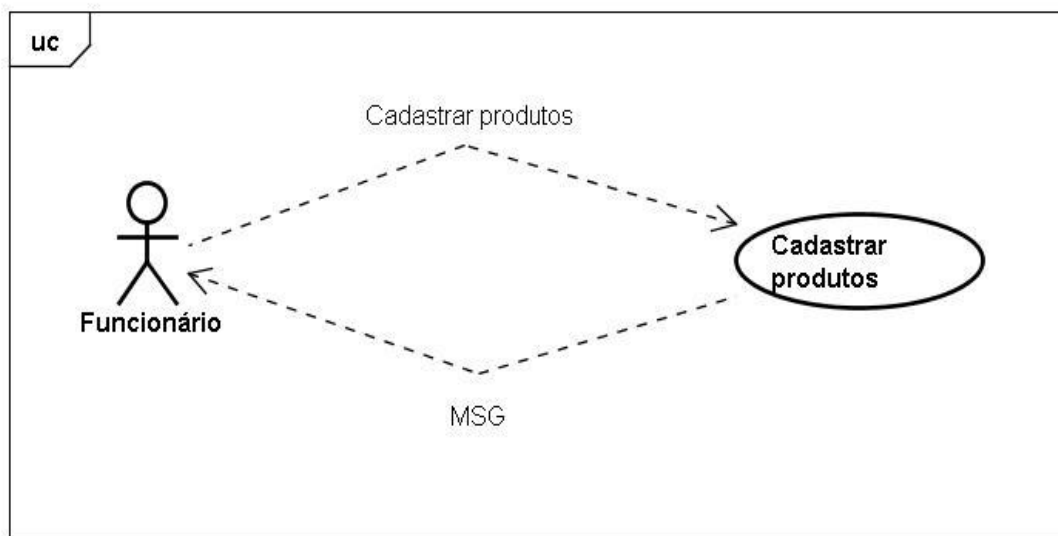 uc
Cadastrar produtos
Cadastrar
produtos
Funcionário
MSG